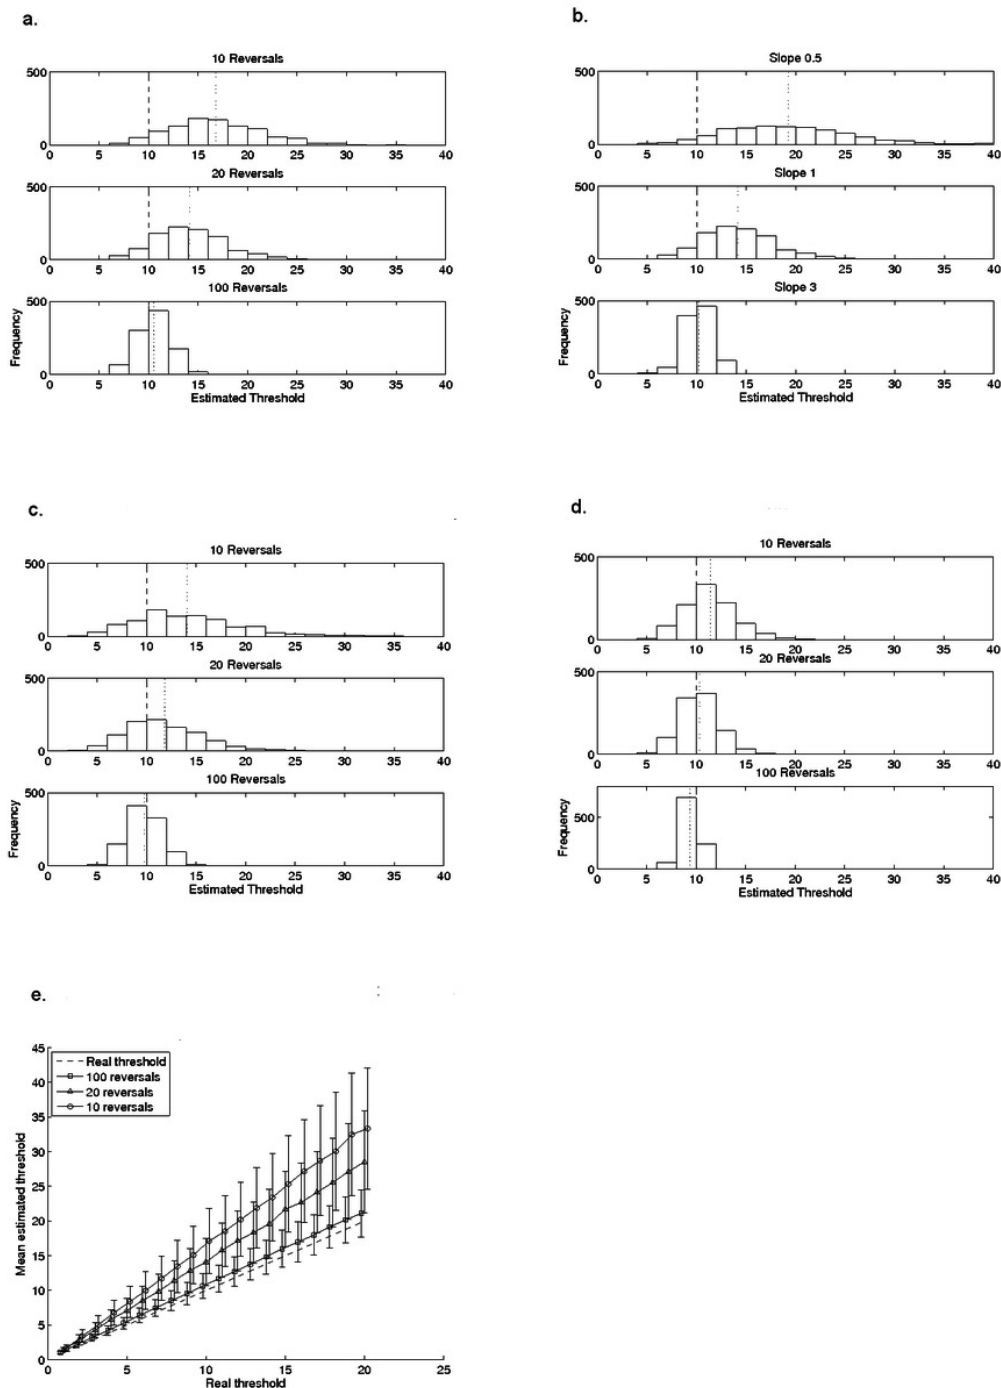 a.
10 Reversals
500
0
0 5 10 15 20 25 30 35 40
20 Reversals
500
0
0 5 10 15 20 25 30 35 40
100 Reversals
500
Frequency
0
0 5 10 15 20 25 30 35 40
Estimated Threshold
b.
Slope 0.5
500
0
0 5 10 15 20 25 30 35 40
Slope 1
500
0
0 5 10 15 20 25 30 35 40
Slope 3
500
Frequency
0
0 5 10 15 20 25 30 35 40
Estimated Threshold
c.
10 Reversals
500
0
0 5 10 15 20 25 30 35 40
20 Reversals
500
0
0 5 10 15 20 25 30 35 40
100 Reversals
500
Frequency
0
0 5 10 15 20 25 30 35 40
Estimated Threshold
d.
10 Reversals
500
0
0 5 10 15 20 25 30 35 40
20 Reversals
500
0
0 5 10 15 20 25 30 35 40
100 Reversals
500
Frequency
0
0 5 10 15 20 25 30 35 40
Estimated Threshold
e.
45
40
35
30
25
20
15
10
5
0
Mean estimated threshold
Real threshold
100 reversals
20 reversals
10 reversals
5 10 15 20 25
Real threshold